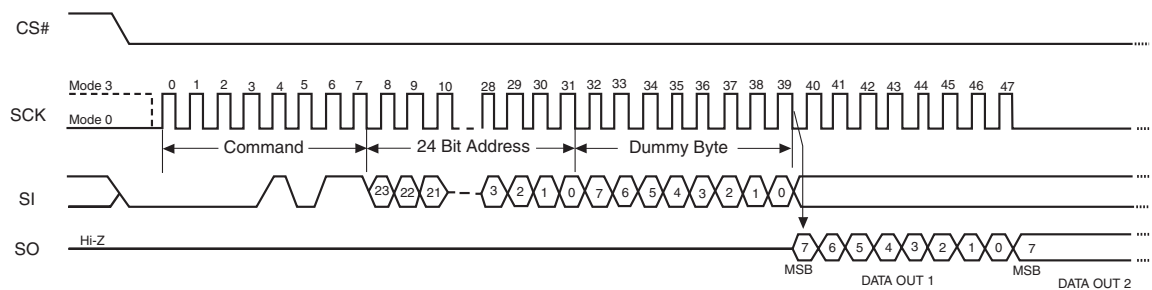 CS#
Mode 3
0 1 2 3 4 5 6 7 8 9 10 28 29 30 31 32 33 34 35 36 37 38 39 40 41 42 43 44 45 46 47
SCK
Mode 0
Command
24 Bit Address
Dummy Byte
SI
23 22 21 3 2 1 0 7 6 5 4 3 2 1 0
SO
Hi-Z
7 6 5 4 3 2 1 0 7
MSB
MSB
DATA OUT 1
DATA OUT 2